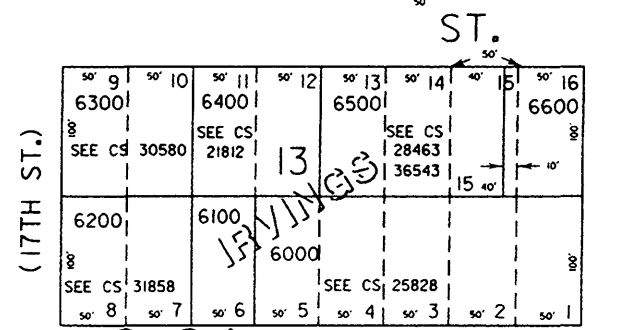 50'
ST.
50'
50' 9 50' 10 50' 11 50' 12 50' 13 50' 14 40' 15 50' 16
6300 6400 6500 6600
100' 100'
SEE CS 30580
SEE CS
21812
SEE CS
28463
36543
13
10'
15 40'
(17TH ST.)
IRVINGS
6200 6100
6000
100' 100'
SEE CS 31858 SEE CS 25828
50' 8 50' 7 50' 6 50' 5 50' 4 50' 3 50' 2 50' 1